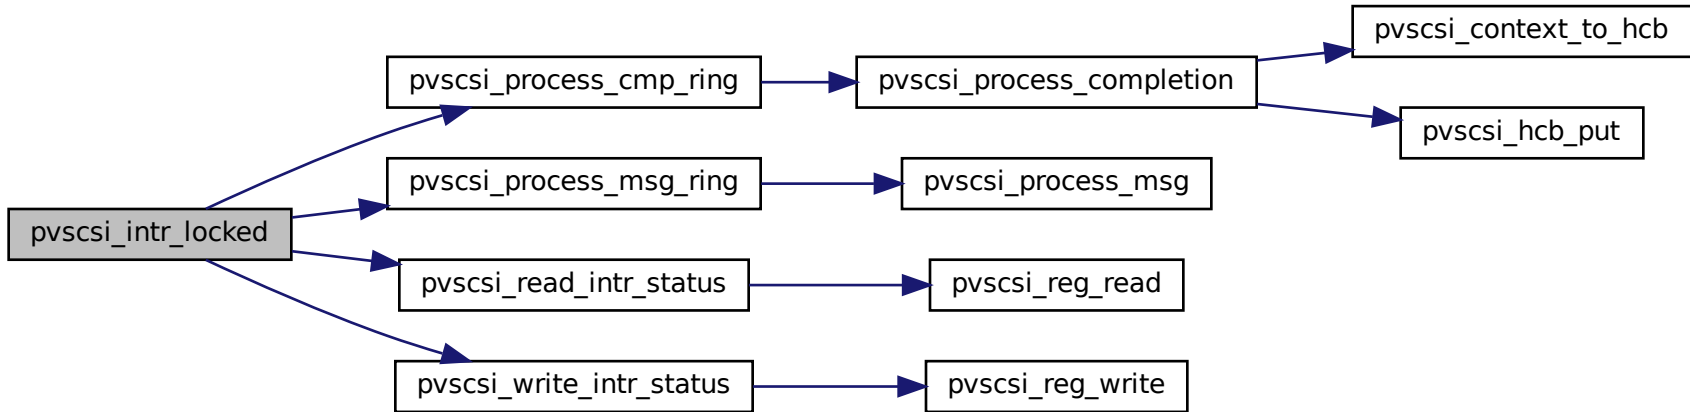 pvscsi_context_to_hcb
pvscsi_process_cmp_ring
pvscsi_process_completion
pvscsi_hcb_put
pvscsi_process_msg_ring
pvscsi_process_msg
pvscsi_intr_locked
pvscsi_read_intr_status
pvscsi_reg_read
pvscsi_write_intr_status
pvscsi_reg_write